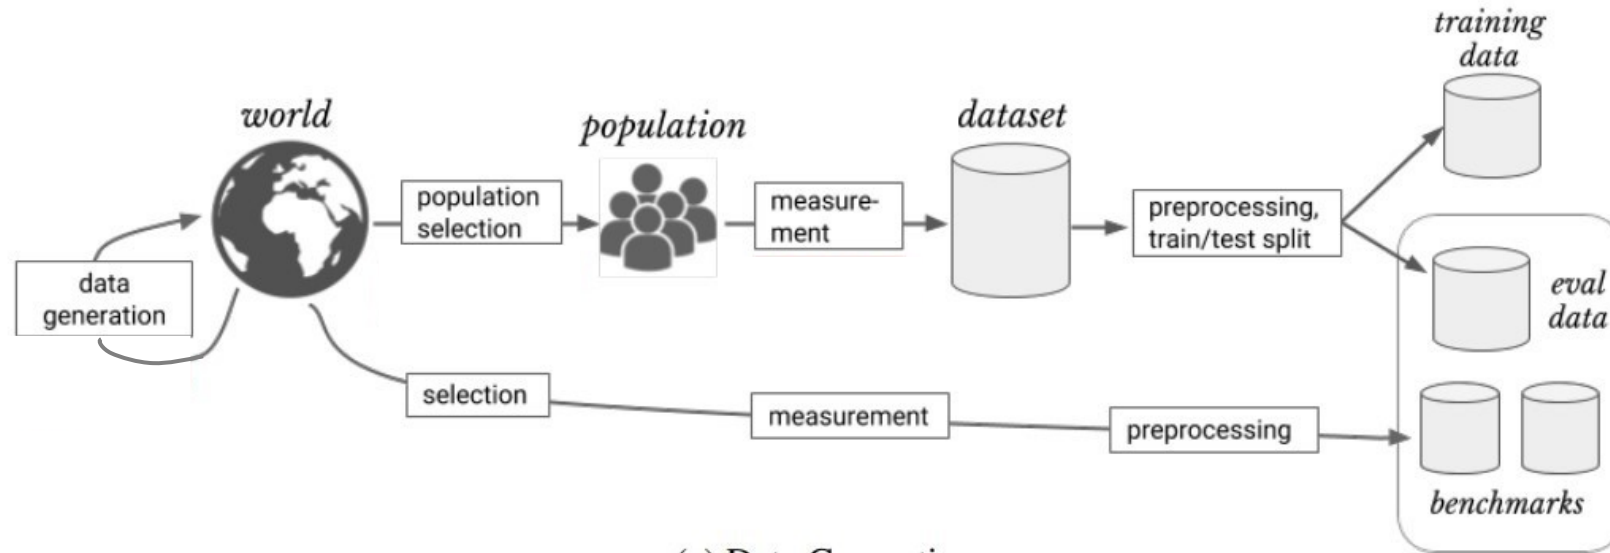 training
data
world
population
dataset
population
selection
measure-
ment
preprocessing,
train/test split
data
generation
eval
data
selection
measurement
preprocessing
benchmarks